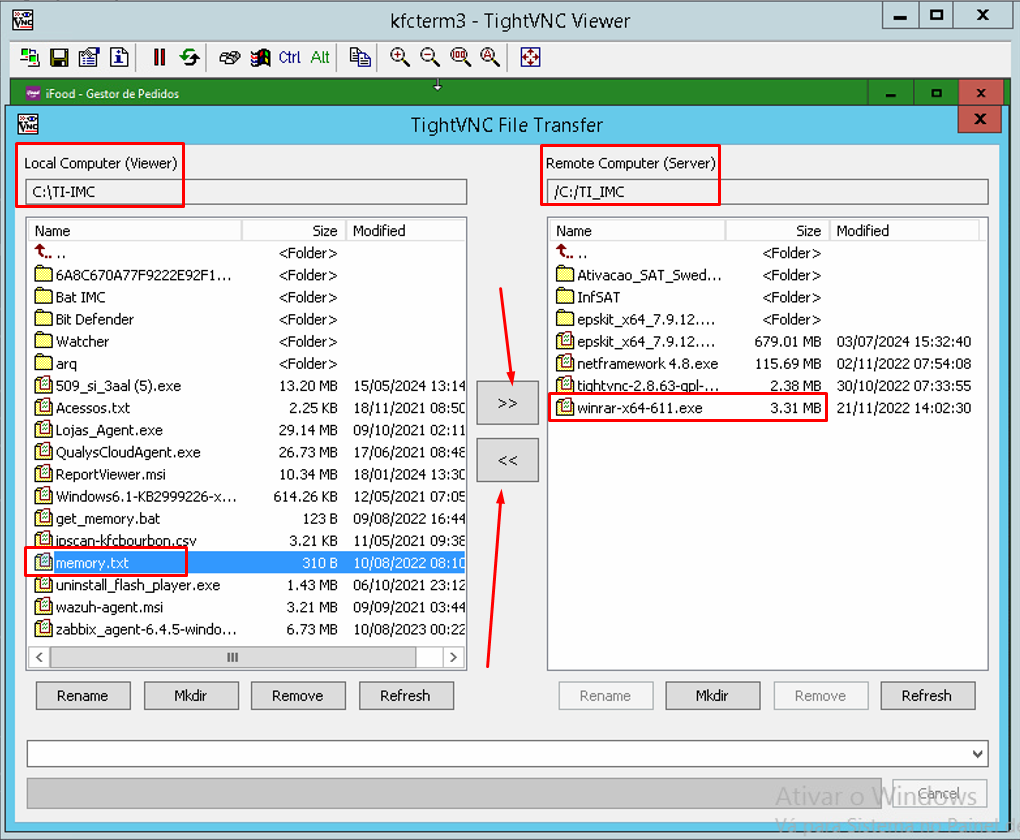 kfcterm3 - TightVNC Viewer
Ctrl Alt
iFood - Gestor de Pedidos
TightVNC File Transfer
Local Computer (Viewer)
C:\TI-IMC
Name Size Modified
.. <Folder>
6A8C670A77F9222E92F1... <Folder>
Bat IMC <Folder>
Bit Defender <Folder>
Watcher <Folder>
arq <Folder>
509_si_3aal (5).exe 13.20 MB 15/05/2024 13:14
Acessos.txt 2.25 KB 18/11/2021 08:50
Lojas_Agent.exe 29.14 MB 09/10/2021 02:11
QualysCloudAgent.exe 26.73 MB 17/06/2021 08:48
ReportViewer.msi 10.34 MB 18/01/2024 13:30
Windows6.1-KB2999226-x... 614.26 KB 12/05/2021 07:05
get_memory.bat 123 B 09/08/2022 16:44
ipscan-kfcbourbon.csv 3.21 KB 11/05/2021 09:38
memory.txt 310 B 10/08/2022 08:10
uninstall_flash_player.exe 1.43 MB 06/10/2021 23:12
wazuh-agent.msi 3.21 MB 09/09/2021 03:44
zabbix_agent-6.4.5-windo... 6.73 MB 10/08/2023 00:22
Rename Mkdir Remove Refresh
>>
<<
Remote Computer (Server)
/C:/TI_IMC
Name Size Modified
.. <Folder>
Ativacao_SAT_Swed... <Folder>
InfSAT <Folder>
epskit_x64_7.9.12.... <Folder>
epskit_x64_7.9.12.... 679.01 MB 03/07/2024 15:32:40
netframework 4.8.exe 115.69 MB 02/11/2022 07:54:08
tightvnc-2.8.63-gpl-... 2.38 MB 30/10/2022 07:33:55
winrar-x64-611.exe 3.31 MB 21/11/2022 14:02:30
Rename Mkdir Remove Refresh
Cancel
Ativar o Windows